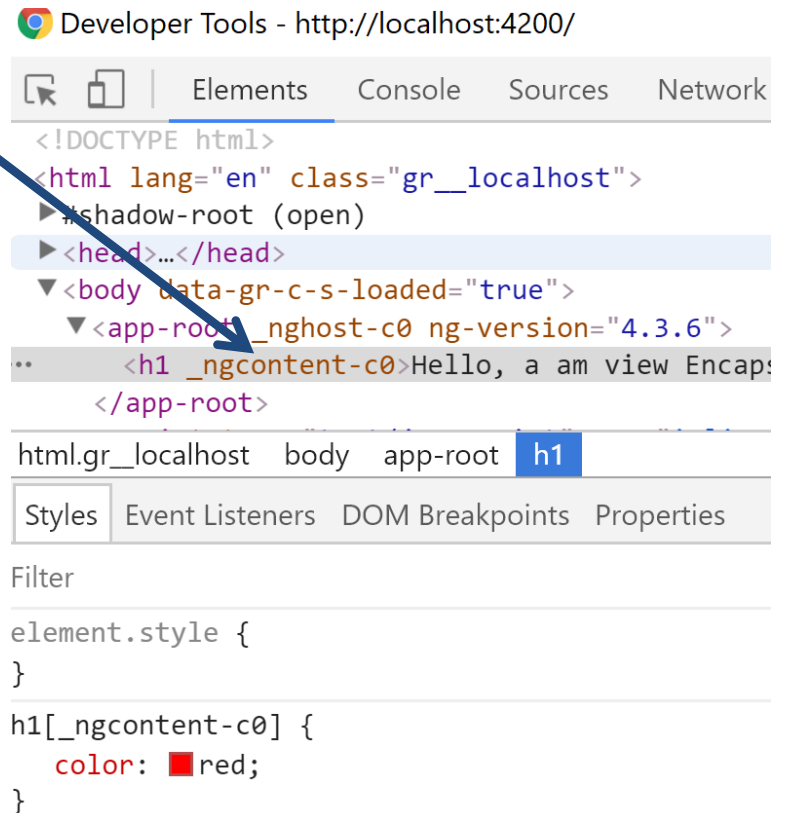 Developer Tools - http://localhost:4200/
Elements Console Sources Network
<!DOCTYPE html>
<html lang="en" class="gr__localhost">
▶#shadow-root (open)
▶<head>…</head>
▼<body data-gr-c-s-loaded="true">
▼<app-root _nghost-c0 ng-version="4.3.6">
… <h1 _ngcontent-c0>Hello, a am view Encaps
</app-root>
html.gr__localhost body app-root h1
Styles Event Listeners DOM Breakpoints Properties
Filter
element.style {
}
h1[_ngcontent-c0] {
color: red;
}